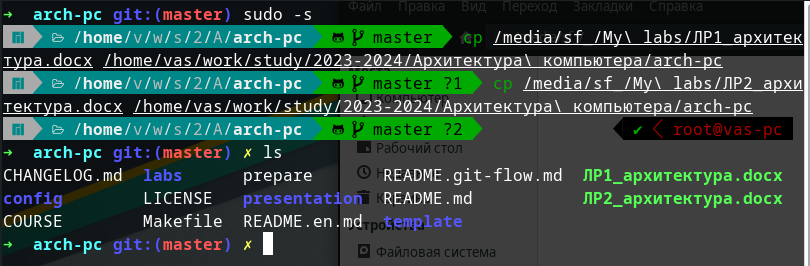 ➜ arch-pc git:(master) sudo -s
Файл Правка Вид Переход Закладки Справка
/home/v/w/s/2/A/arch-pc master cp /media/sf_/My\ labs/ЛР1_архитек
тура.docx /home/vas/work/study/2023-2024/Архитектура\ компьютера/arch-pc
/home/v/w/s/2/A/arch-pc master ?1 cp /media/sf_/My\ labs/ЛР2_архи
тектура.docx /home/vas/work/study/2023-2024/Архитектура\ компьютера/arch-pc
/home/v/w/s/2/A/arch-pc master ?2 ✔ root@vas-pc
Рабочий стол
➜ arch-pc git:(master) ✗ ls
CHANGELOG.md labs prepare README.git-flow.md ЛР1_архитектура.docx
config LICENSE presentation README.md ЛР2_архитектура.docx
COURSE Makefile README.en.md template
Устройства
➜ arch-pc git:(master) ✗
Файловая система